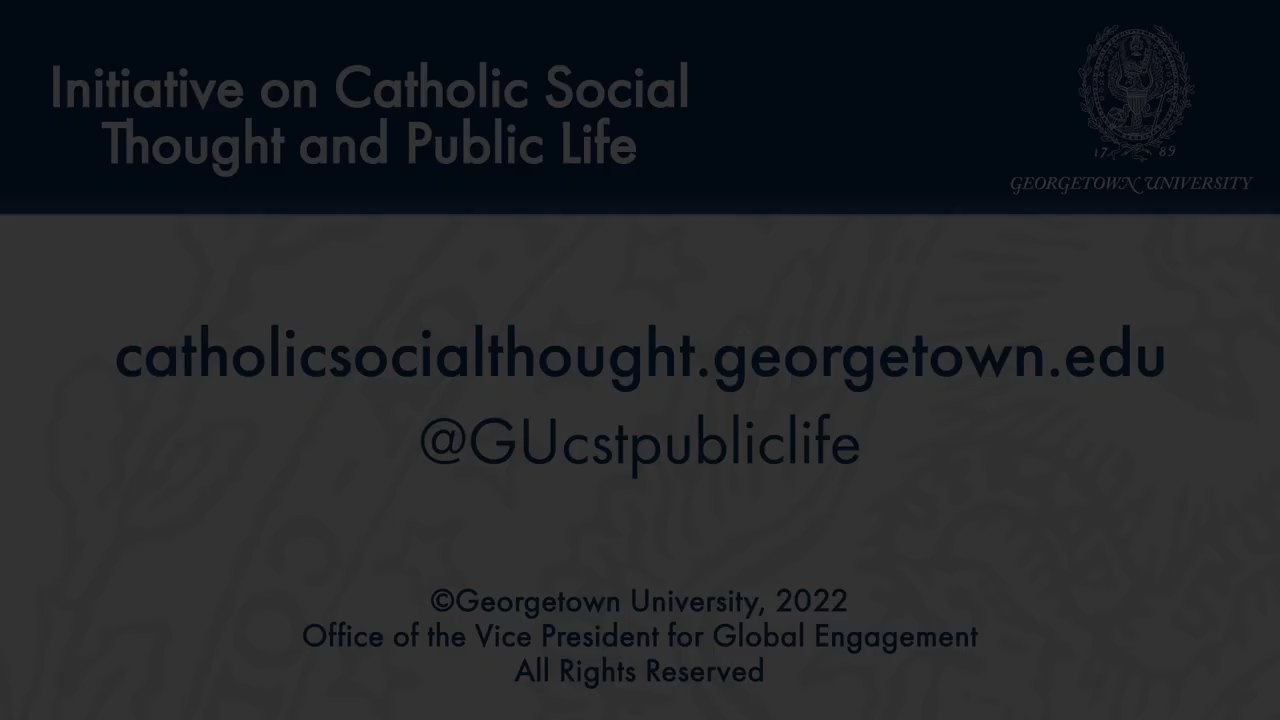 Initiative on Catholic Social
Thought and Public Life
17 89
GEORGETOWN UNIVERSITY
catholicsocialthought.georgetown.edu
@GUcstpubliclife
©Georgetown University, 2022
Office of the Vice President for Global Engagement
All Rights Reserved